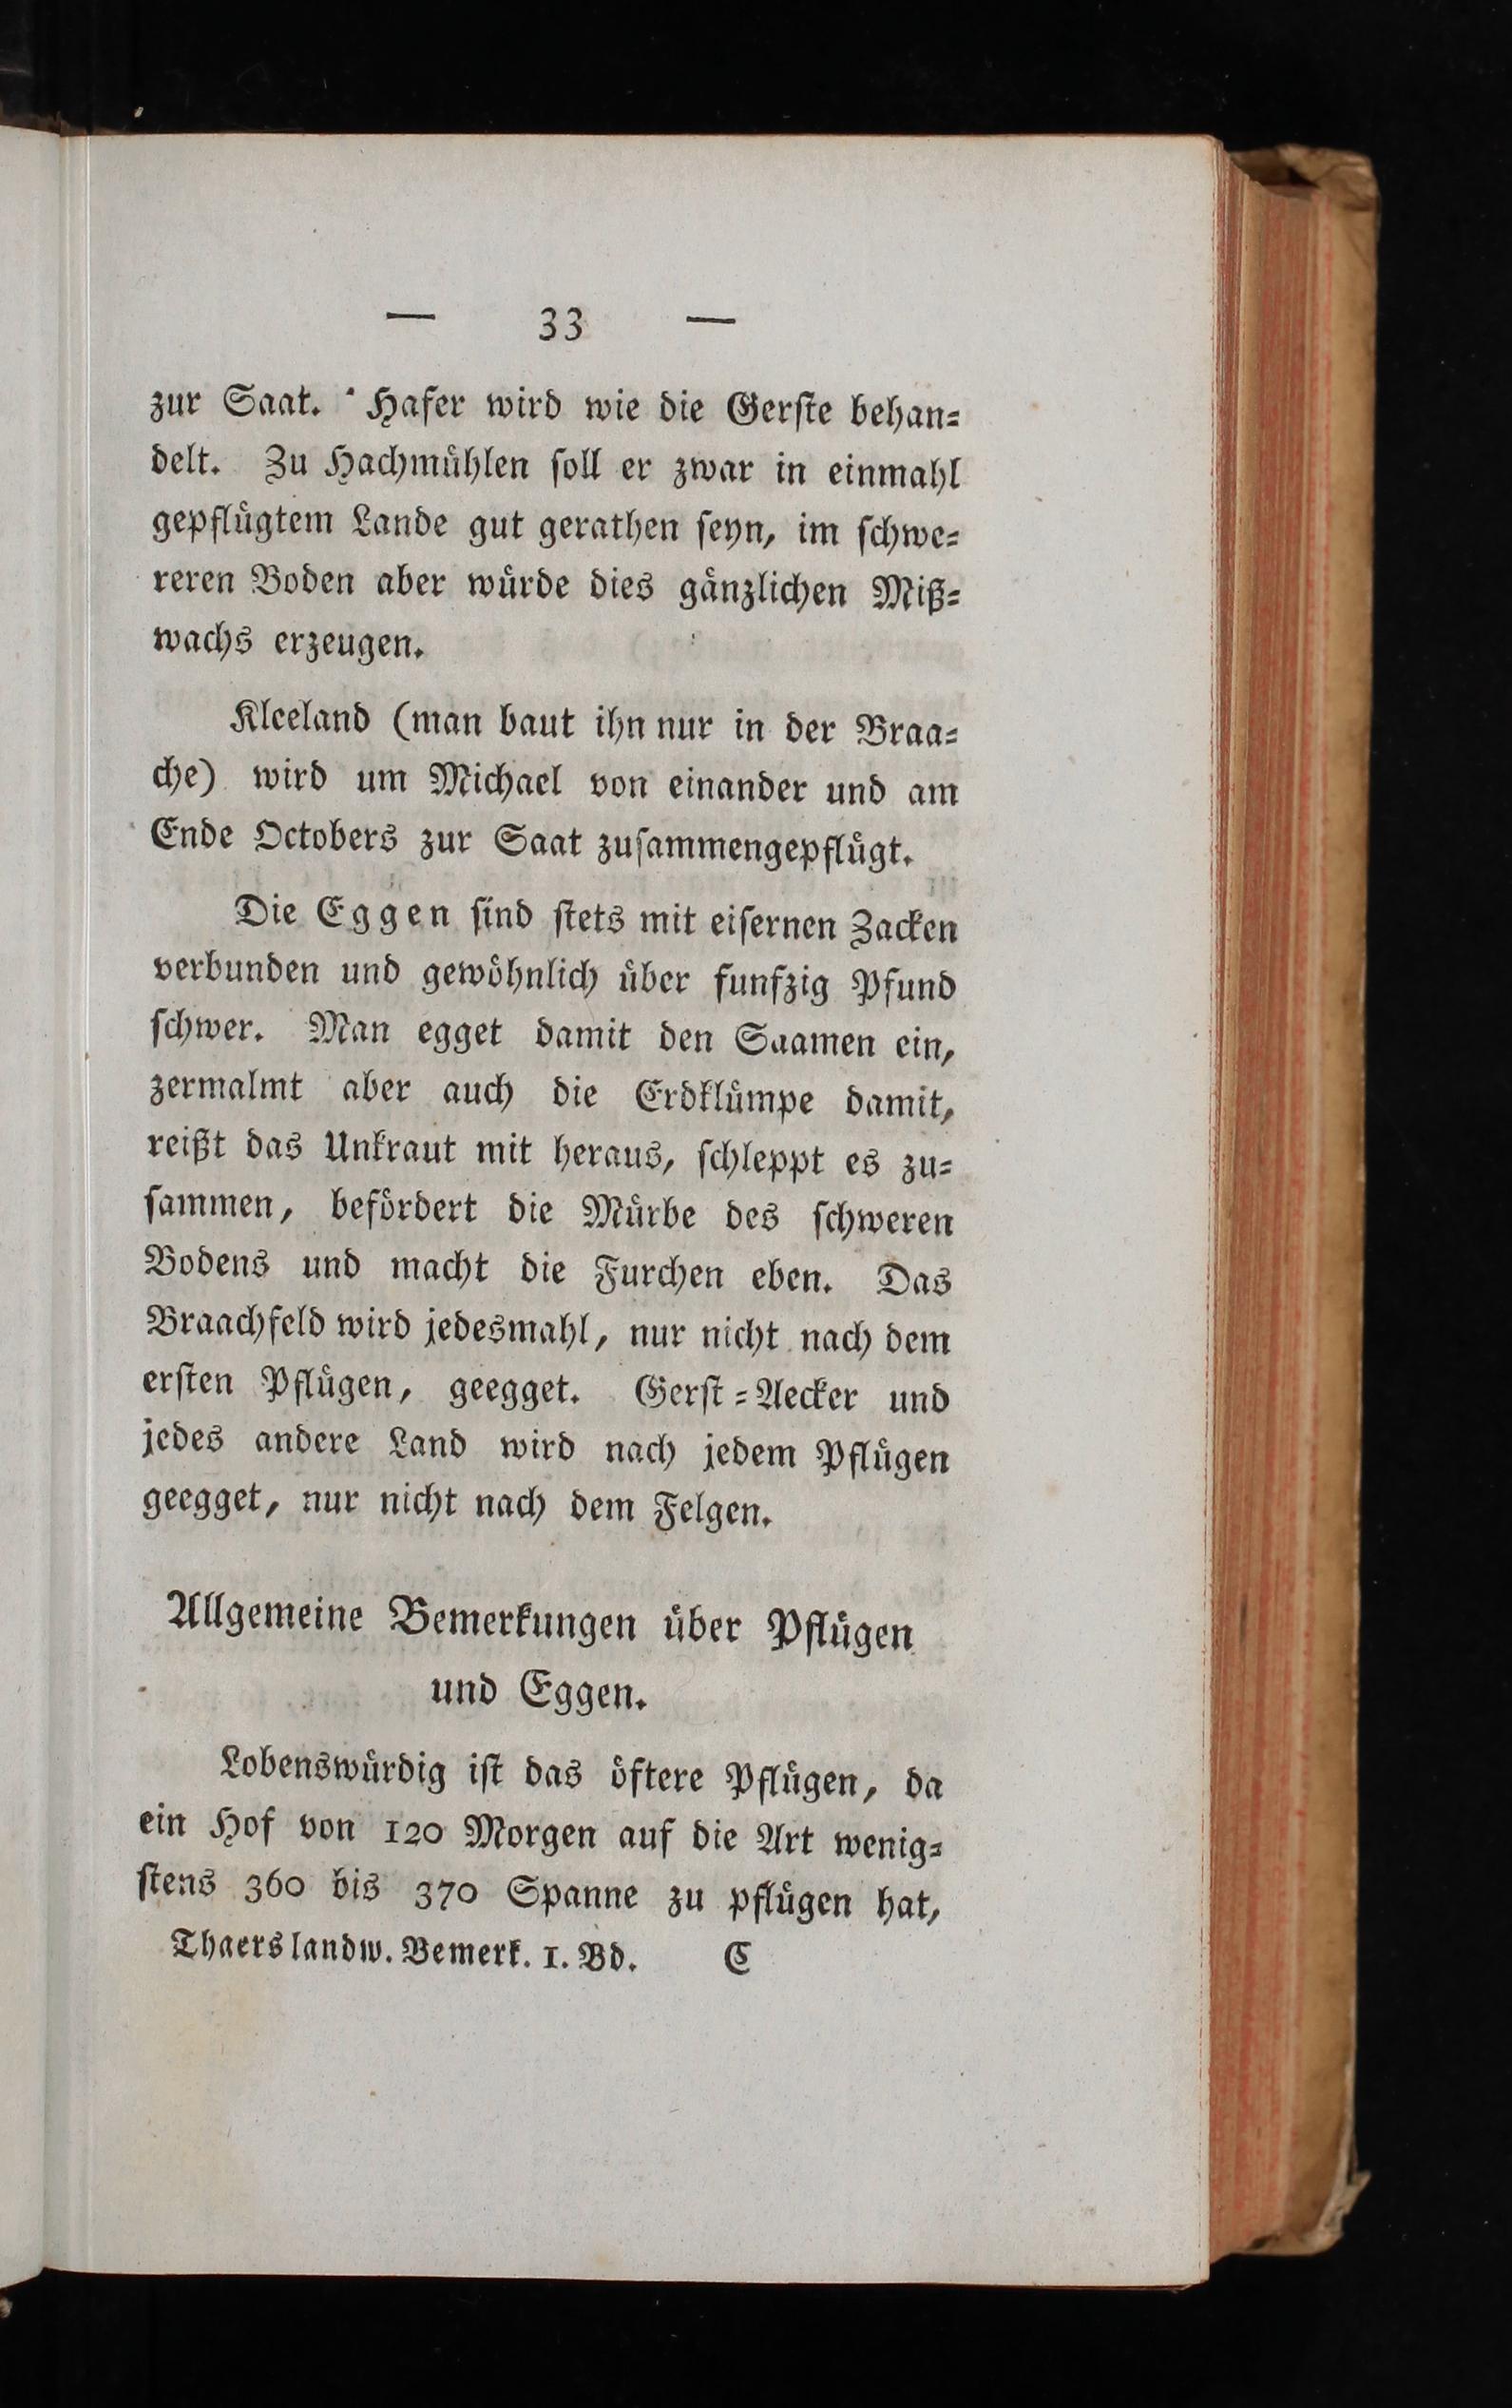 — 33 —
zur Saat. Hafer wird wie die Gerſte behan⸗
delt. Zu Hachmühlen ſoll er zwar in einmahl
gepflügtem Lande gut gerathen ſeyn, im ſchwe⸗
reren Boden aber würde dies gänzlichen Miß⸗
wachs erzeugen.
Kleeland (man baut ihn nur in der Braa⸗
che) wird um Michael von einander und am
Ende Octobers zur Saat zuſammengepflügt.
Die Eggen ſind ſtets mit eiſernen Zacken
verbunden und gewöhnlich über funfzig Pfund
ſchwer. Man egget damit den Saamen ein,
zermalmt aber auch die Erdklümpe damit,
reißt das Unkraut mit heraus, ſchleppt es zu⸗
ſammen, befördert die Mürbe des ſchweren
Bodens und macht die Furchen eben. Das
Braachfeld wird jedesmahl, nur nicht nach dem
erſten Pflügen, geegget. Gerſt⸗Aecker und
jedes andere Land wird nach jedem Pflügen
geegget, nur nicht nach dem Felgen.
Allgemeine Bemerkungen über Pflügen
und Eggen.
Lobenswürdig iſt das öftere Pflügen, da
ein Hof von 120 Morgen auf die Art wenig⸗
ſtens 360 bis 370 Spanne zu pflügen hat,
Thaers landw. Bemerk. 1. Bd. C